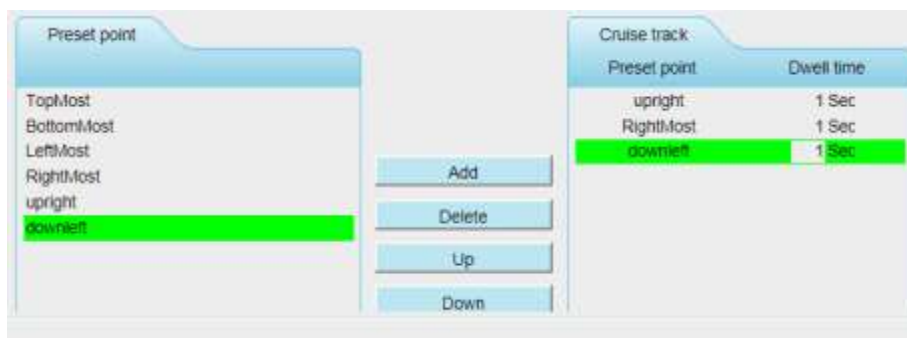 Preset point
TopMost
BottomMost
LeftMost
RightMost
upright
downleft
Add
Delete
Up
Down
Cruise track
Preset point Dwell time
upright 1 Sec
RightMost 1 Sec
downleft 1 Sec